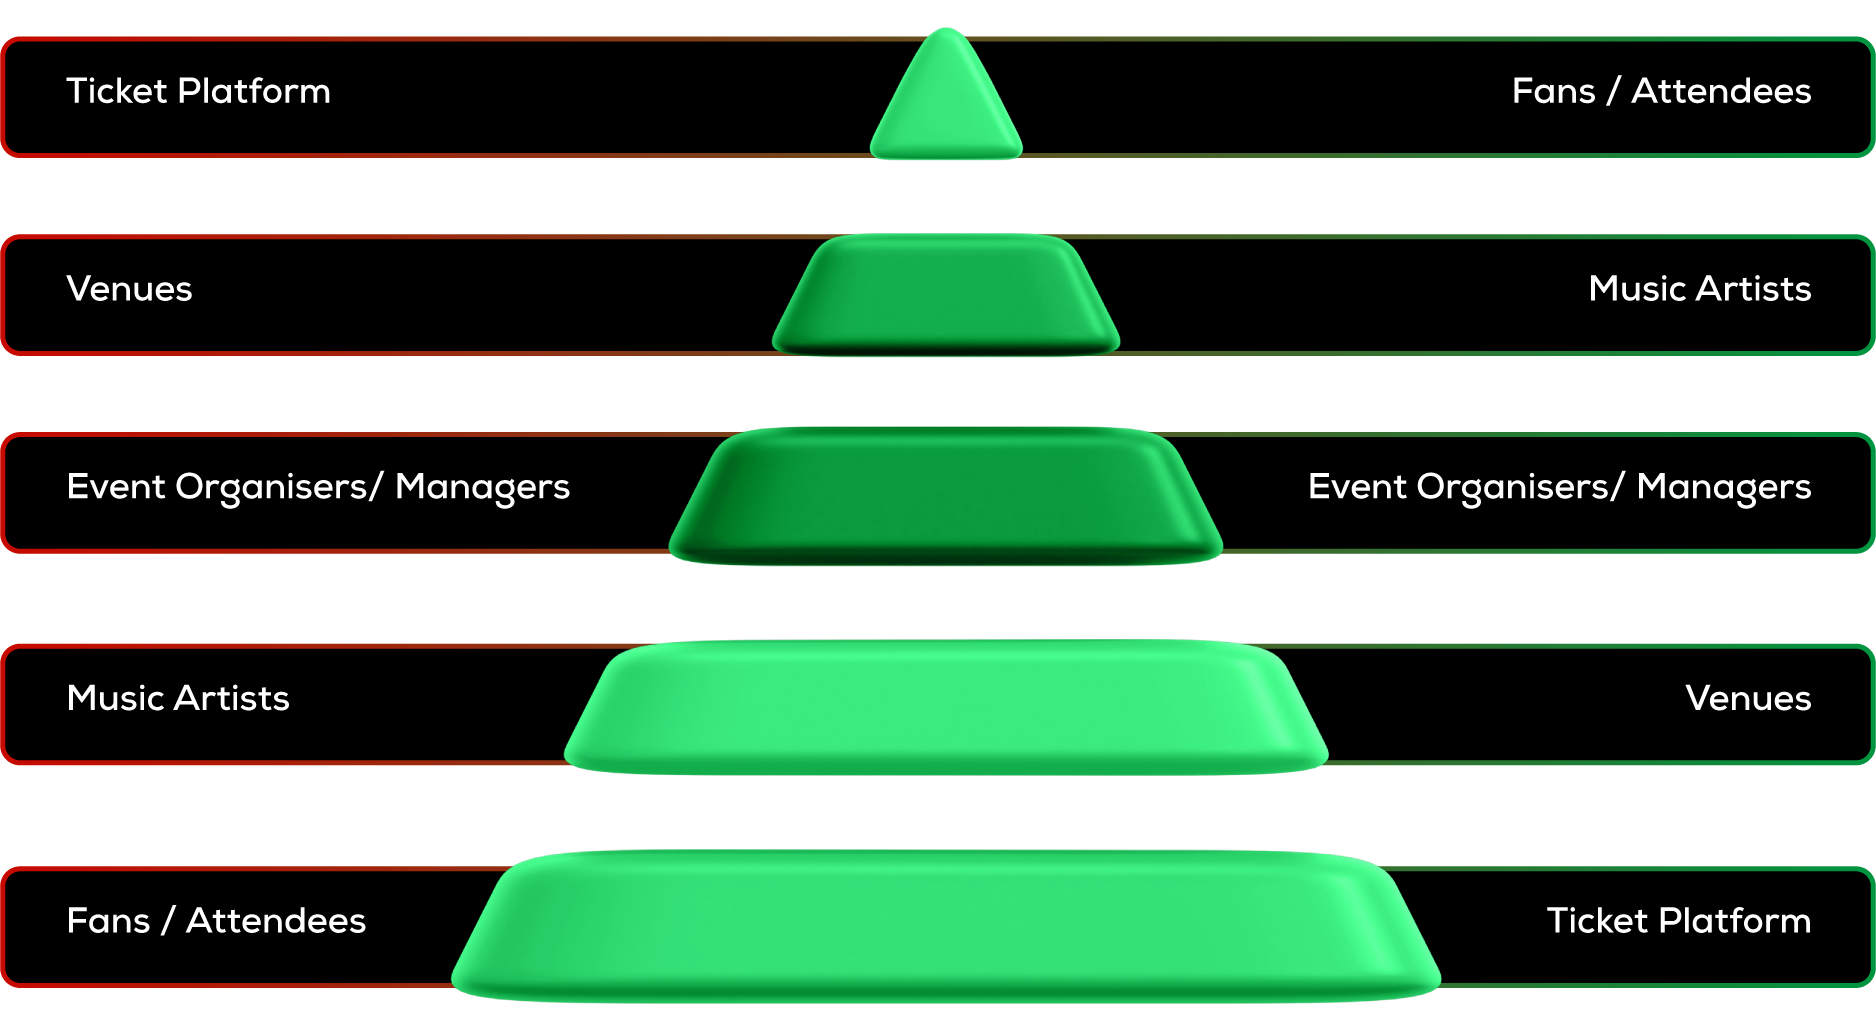 Ticket Platform
Fans / Attendees
Venues
Music Artists
Event Organisers/ Managers
Event Organisers/ Managers
Music Artists
Venues
Fans / Attendees
Ticket Platform